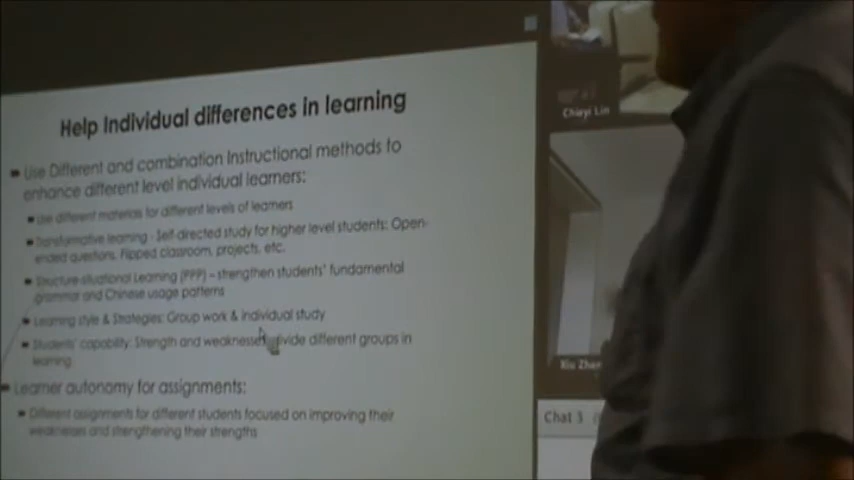 Help Individual differences in learning
Use Different and combination Instructional methods to
enhance different level individual learners:
Use different materials for different levels of learners
Transformative learning - Self-directed study for higher level students: Open-
ended questions, Flipped classroom, projects, etc.
Structure-situational Learning (PPP) – strengthen students' fundamental
grammar and Chinese usage patterns
Learning style & Strategies: Group work & individual study
Students' capability: Strength and weaknesses divide different groups in
learning.
Learner autonomy for assignments:
Different assignments for different students focused on improving their
weaknesses and strengthening their strengths
Chieyi Lin
Xiu Zhan
Chat 3